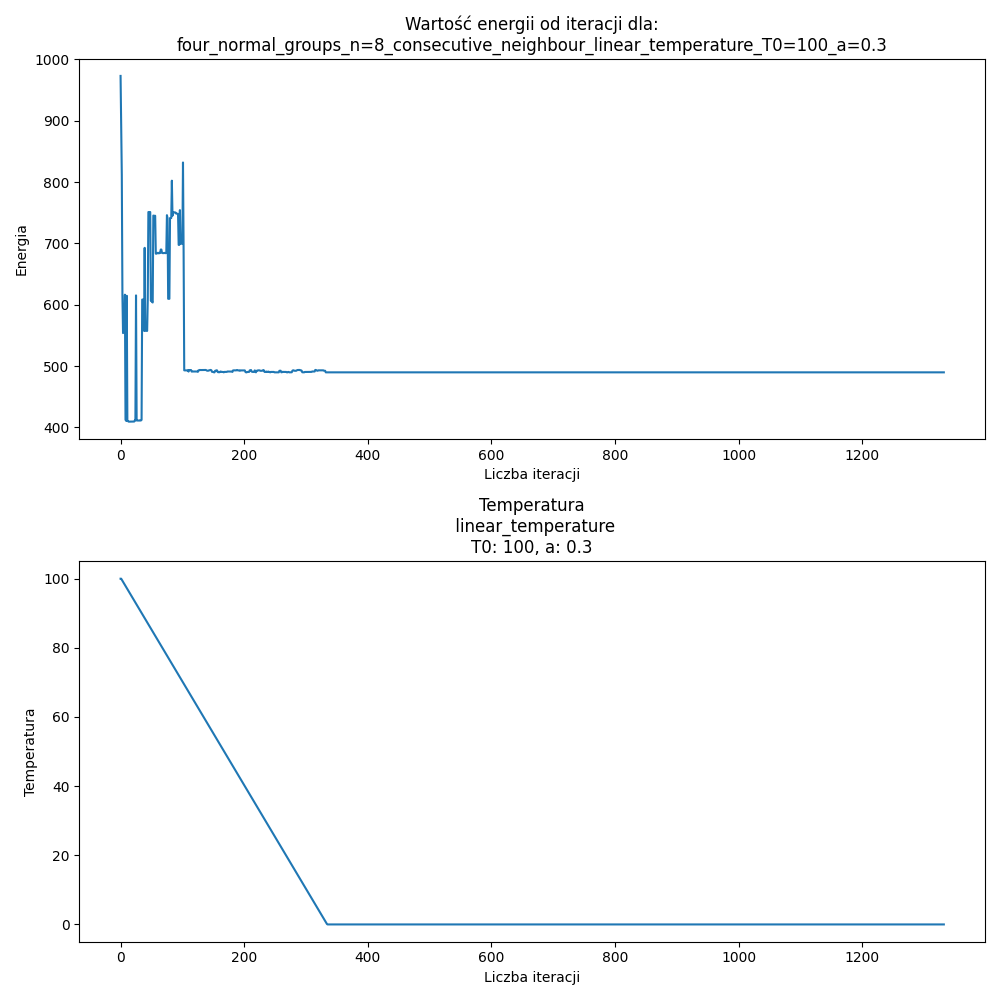 Wartość energii od iteracji dla:
four_normal_groups_n=8_consecutive_neighbour_linear_temperature_T0=100_a=0.3
1000
900
800
700
600
500
400
Energia
0 200 400 600 800 1000 1200
Liczba iteracji
Temperatura
linear_temperature
T0: 100, a: 0.3
100
80
60
40
20
0
Temperatura
0 200 400 600 800 1000 1200
Liczba iteracji